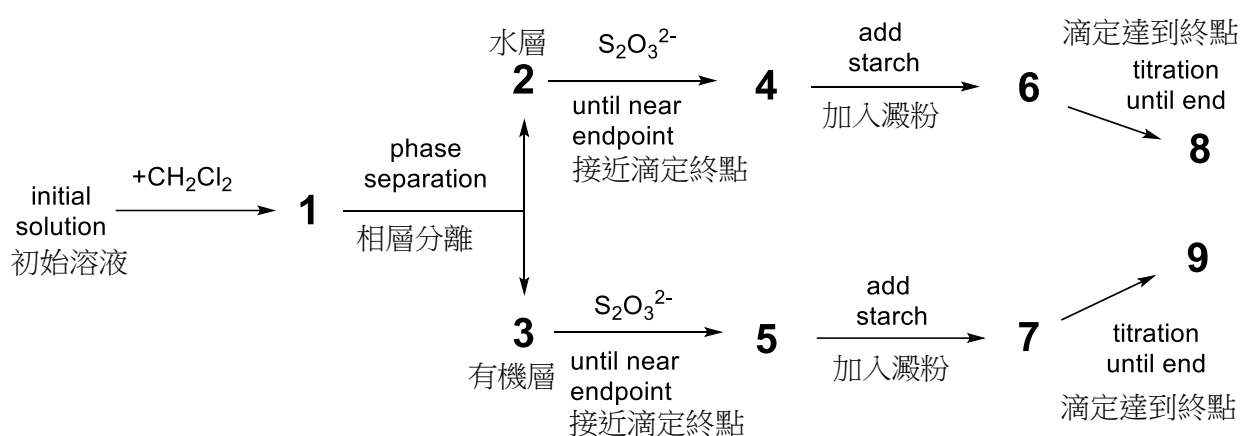 initial
solution
初始溶液
+CH₂Cl₂
1
phase
separation
相層分離
水層
2
S₂O₃²⁻
until near
endpoint
接近滴定終點
4
add
starch
加入澱粉
6
滴定達到終點
titration
until end
8
3
有機層
S₂O₃²⁻
until near
endpoint
接近滴定終點
5
add
starch
加入澱粉
7
9
titration
until end
滴定達到終點